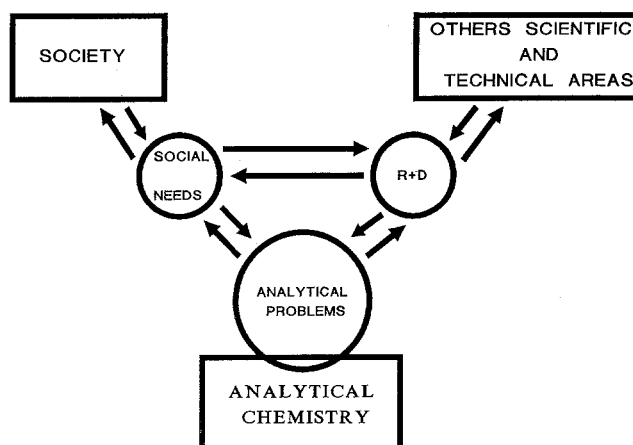 SOCIETY
OTHERS SCIENTIFIC
AND
TECHNICAL AREAS
SOCIAL
NEEDS
R+D
ANALYTICAL
PROBLEMS
ANALYTICAL
CHEMISTRY